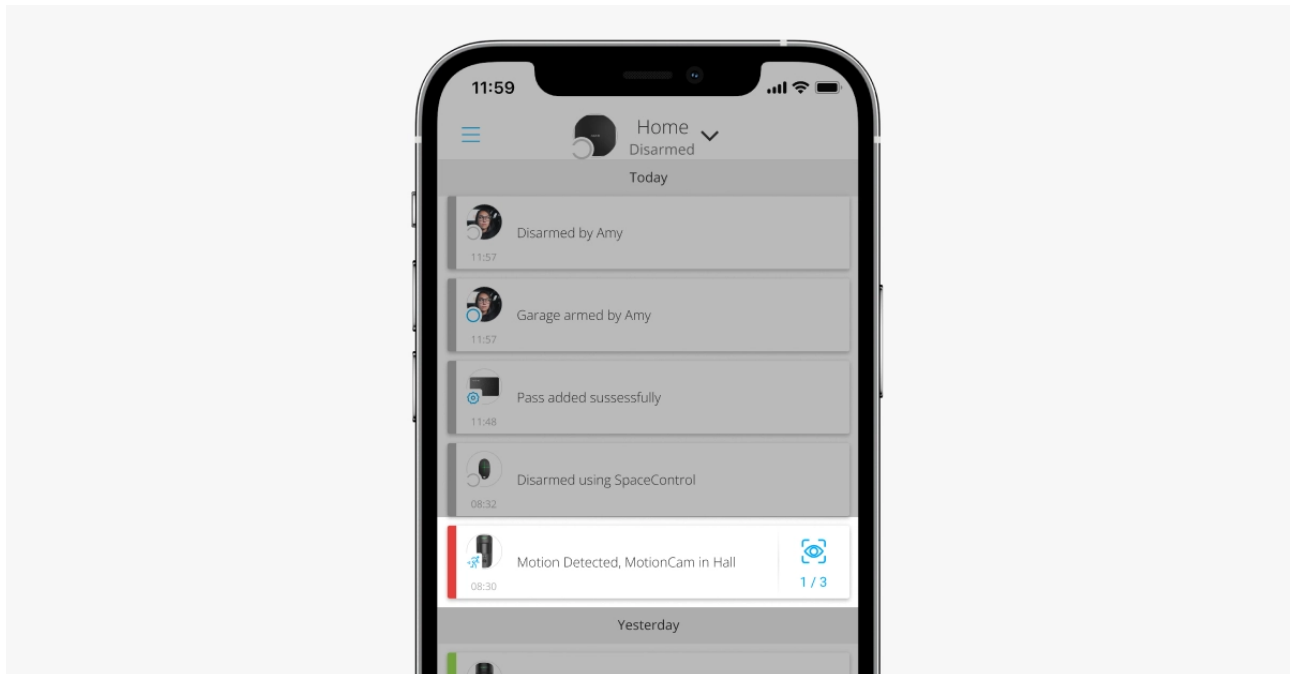 11:59
Home
Disarmed
Today
Disarmed by Amy
11:57
Garage armed by Amy
11:57
Pass added sussessfully
11:48
Disarmed using SpaceControl
08:32
Motion Detected, MotionCam in Hall
1 / 3
08:30
Yesterday